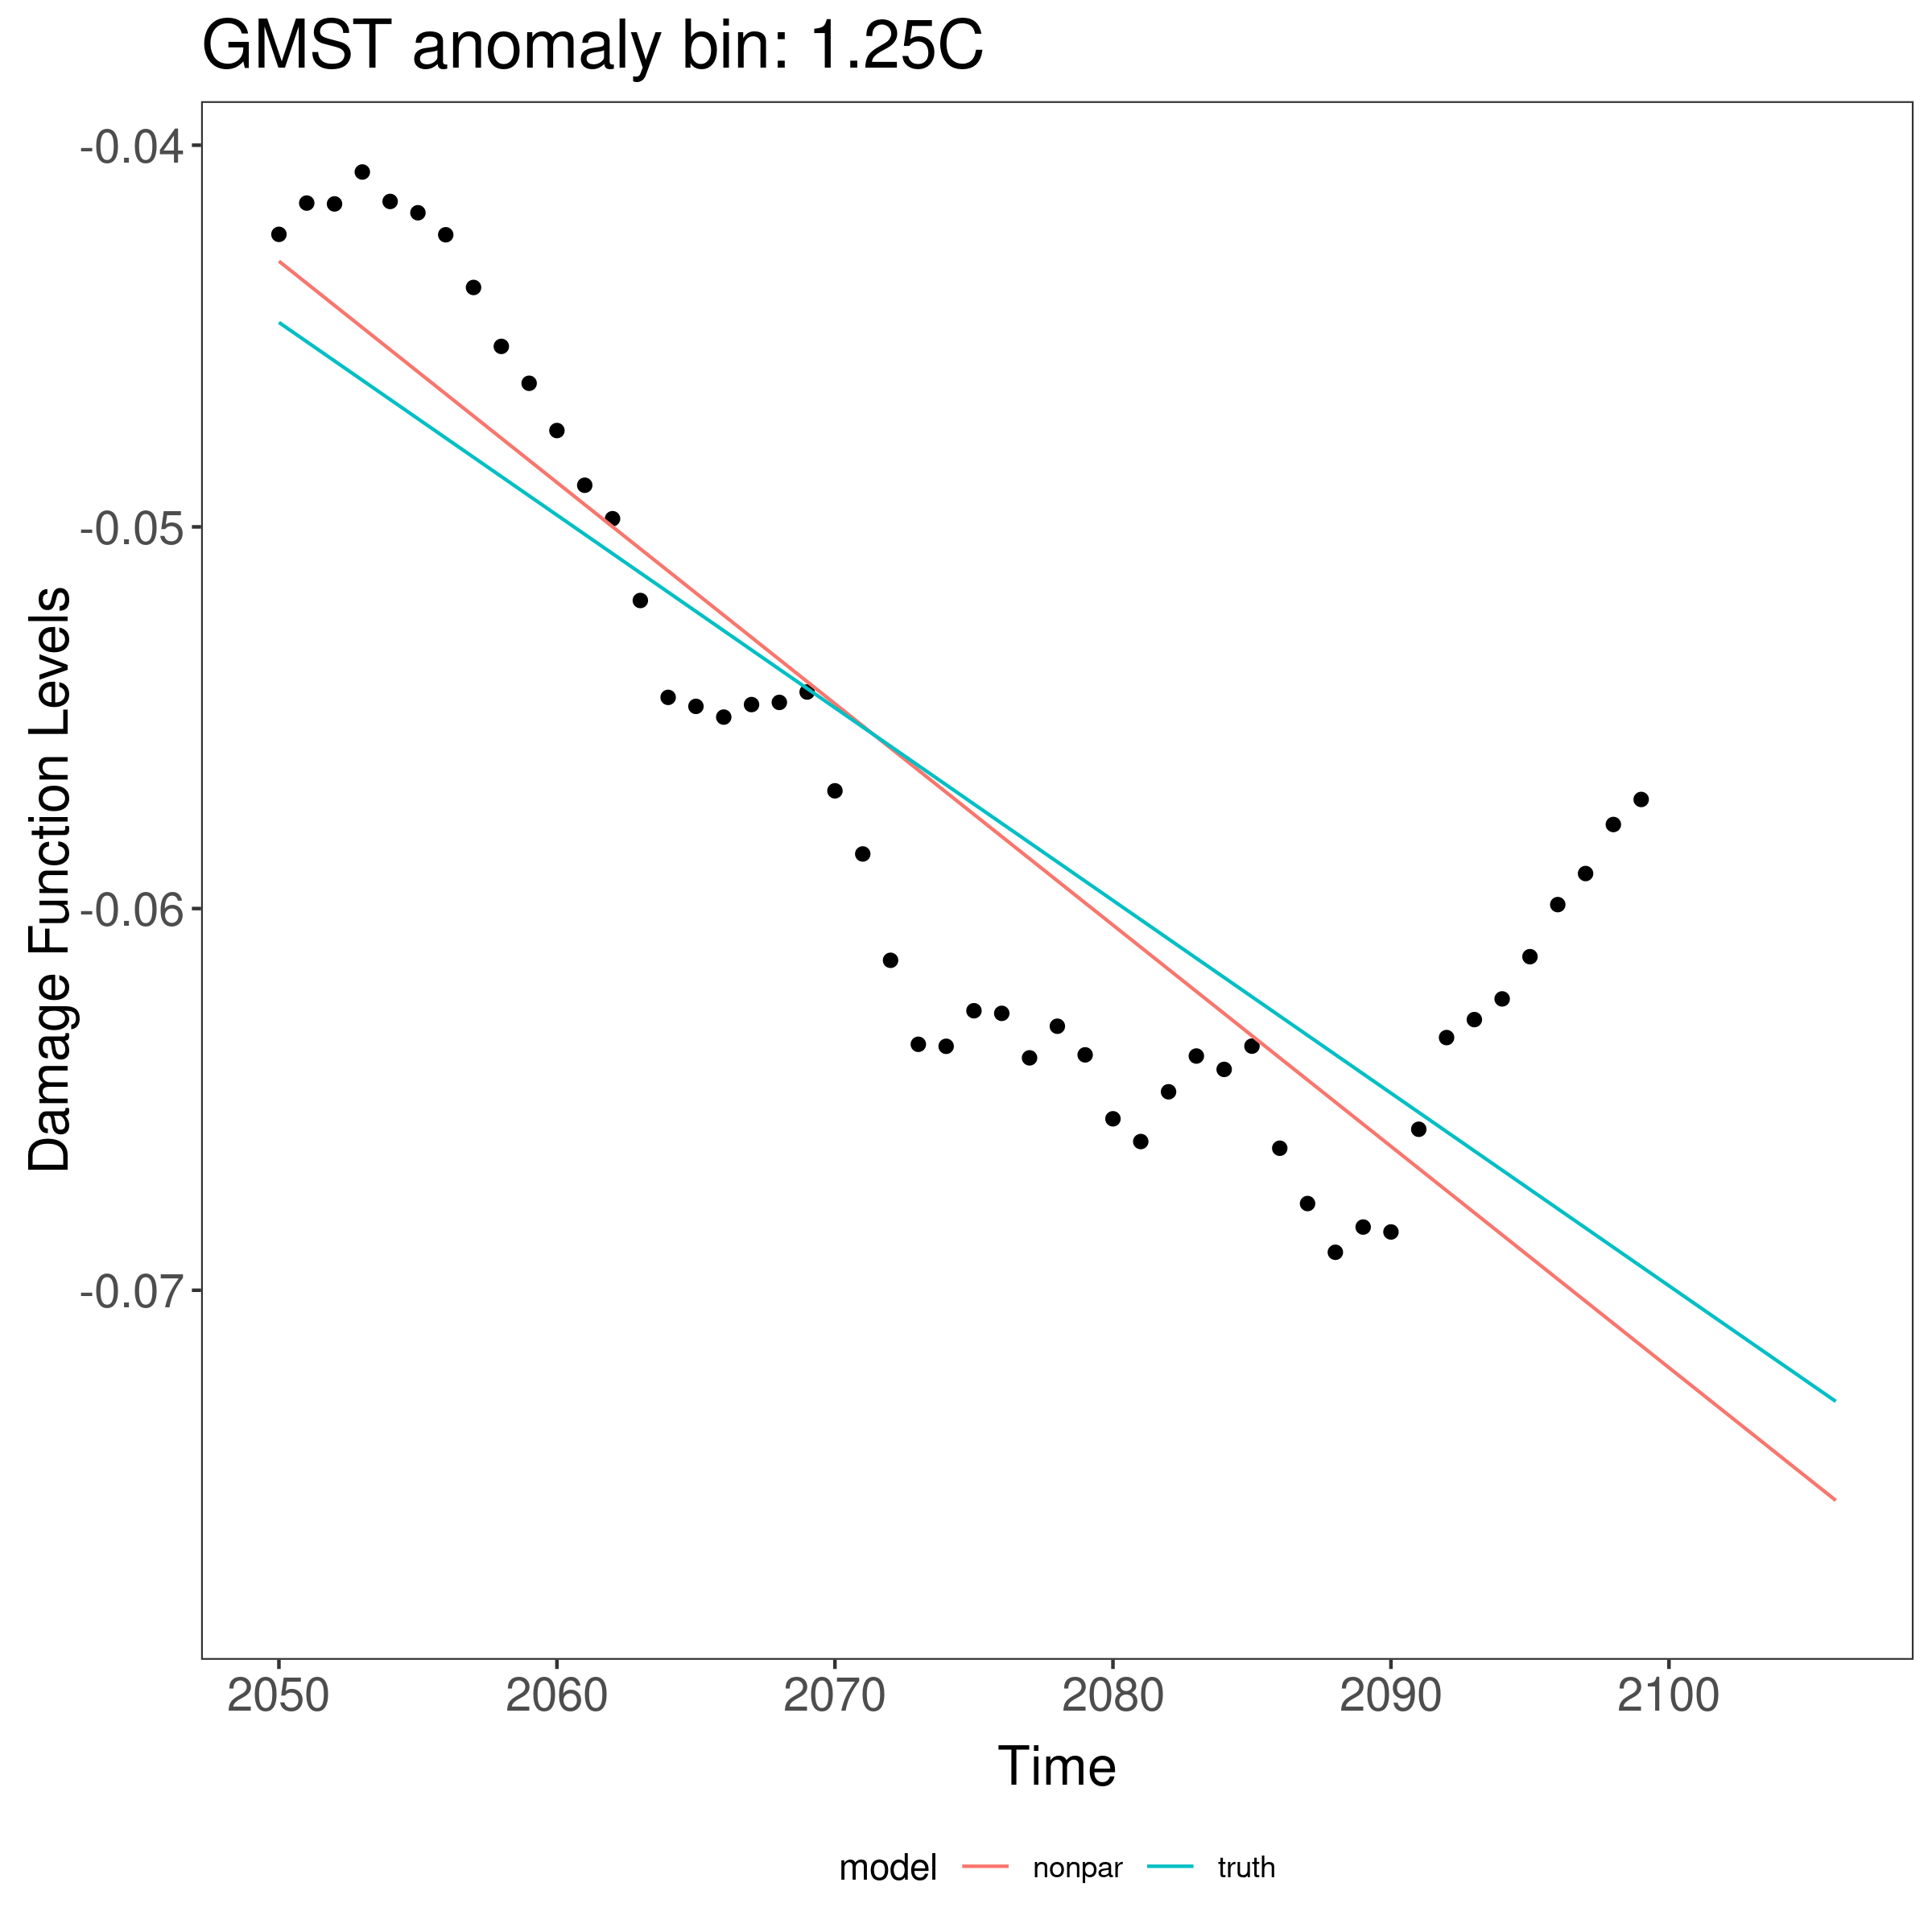 GMST anomaly bin: 1.25C
Damage Function Levels
-0.04
-0.05
-0.06
-0.07
2050 2060 2070 2080 2090 2100
Time
model nonpar truth